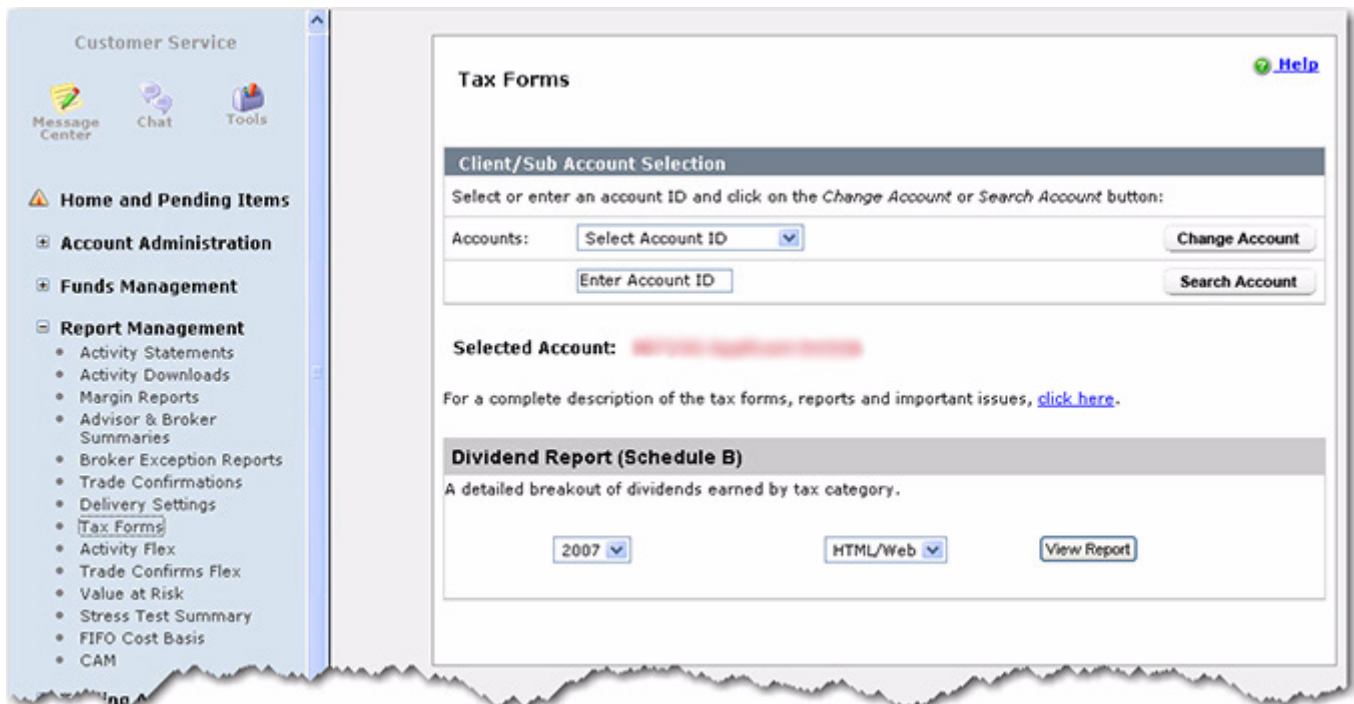 Customer Service
Message Center
Chat
Tools
Home and Pending Items
Account Administration
Funds Management
Report Management
Activity Statements
Activity Downloads
Margin Reports
Advisor & Broker
Summaries
Broker Exception Reports
Trade Confirmations
Delivery Settings
Tax Forms
Activity Flex
Trade Confirms Flex
Value at Risk
Stress Test Summary
FIFO Cost Basis
CAM
Tax Forms
Help
Client/Sub Account Selection
Select or enter an account ID and click on the Change Account or Search Account button:
Accounts: Select Account ID Change Account
Enter Account ID Search Account
Selected Account:
For a complete description of the tax forms, reports and important issues, click here.
Dividend Report (Schedule B)
A detailed breakout of dividends earned by tax category.
2007 HTML/Web View Report